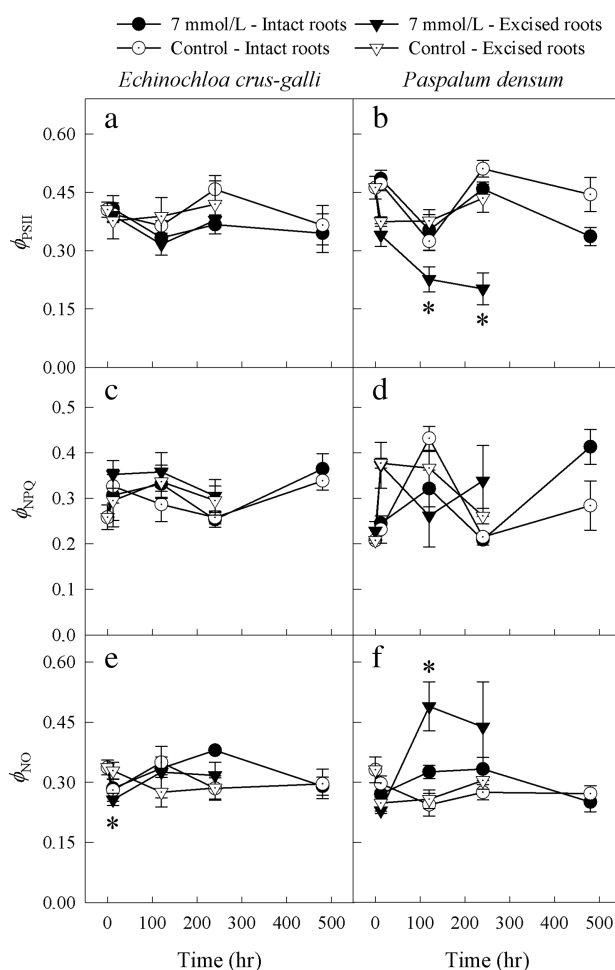 7 mmol/L - Intact roots 7 mmol/L - Excised roots
Control - Intact roots Control - Excised roots
Echinochloa crus-galli Paspalum densum
a b
0.60
0.45
0.30
0.15
0.00
ϕPSII
* *
c d
0.5
0.4
0.3
0.2
0.1
0.0
ϕNPQ
e f
0.60
0.45
0.30
0.15
0.00
ϕNO
* *
0 100 200 300 400 500 0 100 200 300 400 500
Time (hr) Time (hr)